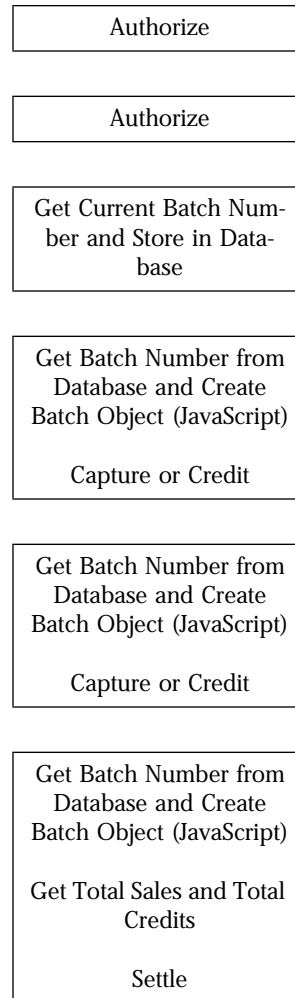 Authorize
Authorize
Get Current Batch Num-
ber and Store in Data-
base
Get Batch Number from
Database and Create
Batch Object (JavaScript)
Capture or Credit
Get Batch Number from
Database and Create
Batch Object (JavaScript)
Capture or Credit
Get Batch Number from
Database and Create
Batch Object (JavaScript)
Get Total Sales and Total
Credits
Settle